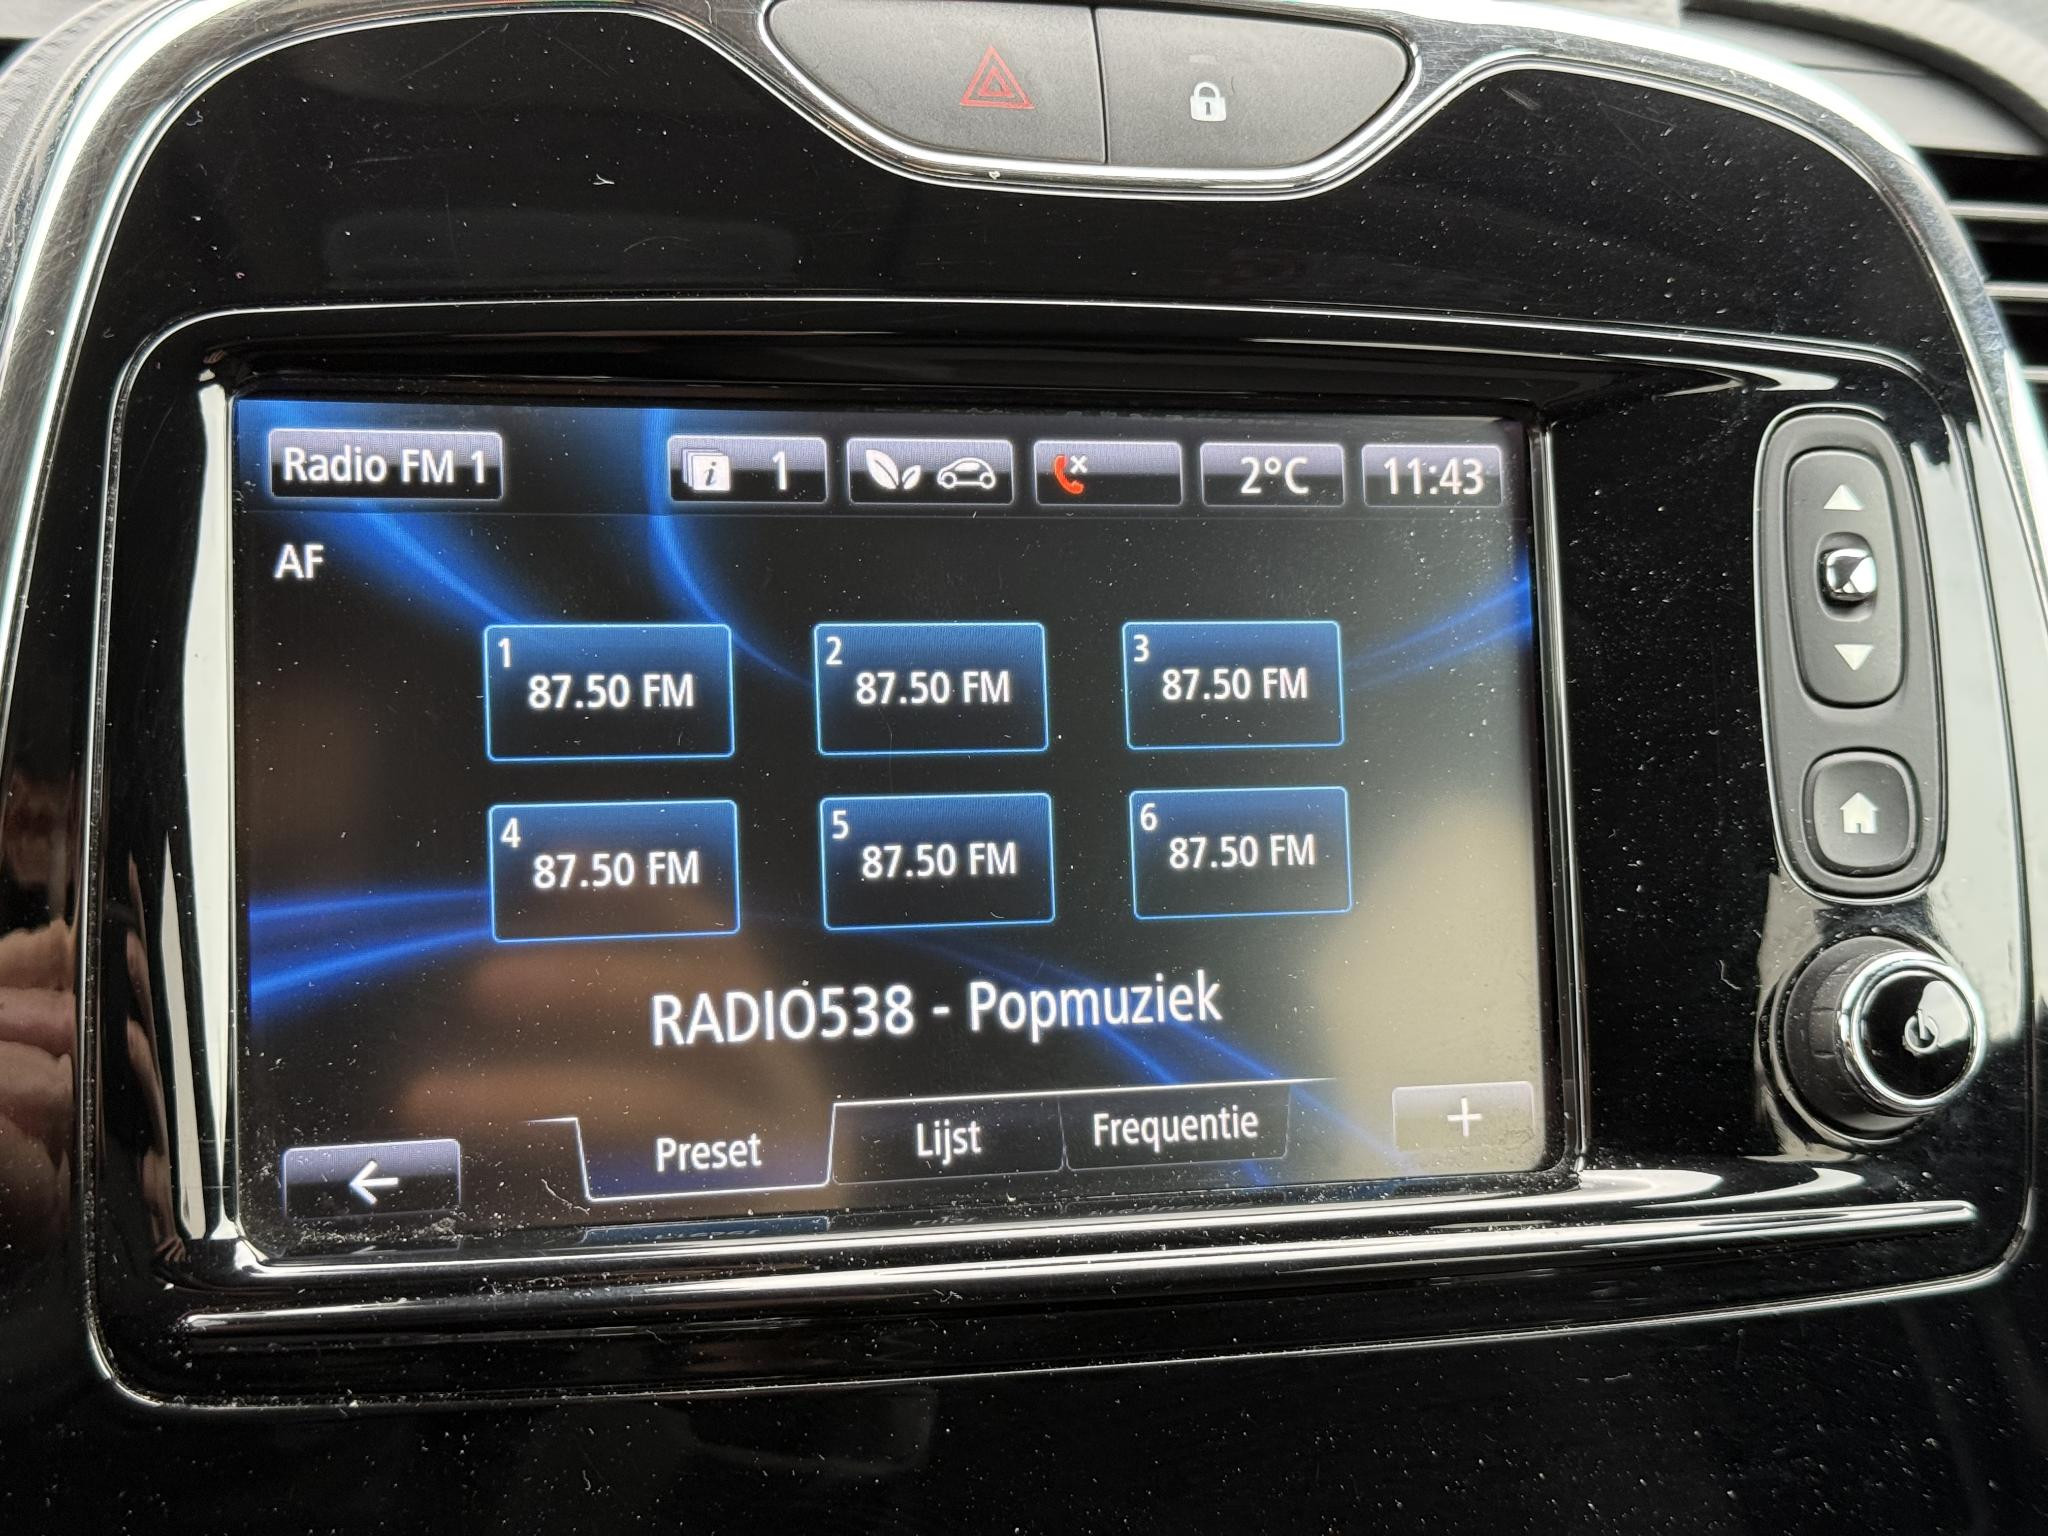 Radio FM 1
1
2°C
11:43
AF
1
87.50 FM
2
87.50 FM
3
87.50 FM
4
87.50 FM
5
87.50 FM
6
87.50 FM
RADIO538 - Popmuziek
Preset
Lijst
Frequentie
+